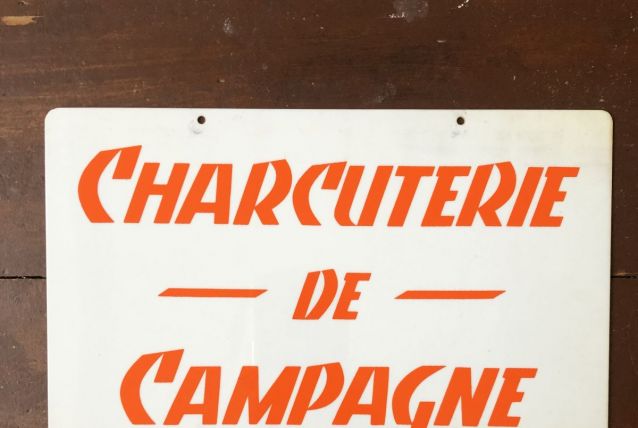 CHARCUTERIE
— DE —
CAMPAGNE